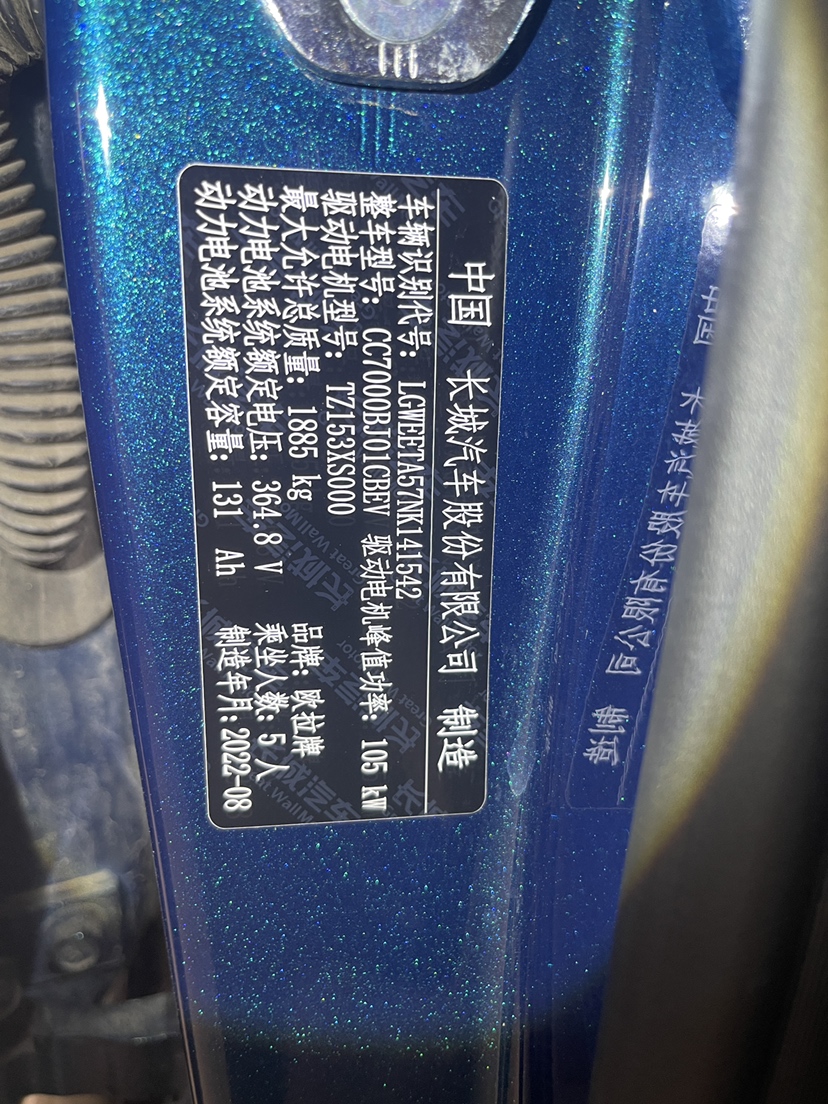 中国 长城汽车股份有限公司 制造
车辆识别代号: LGWEETA57NK141542
整车型号: CC7000BJ01CBEV 驱动电机峰值功率: 105 kW
驱动电机型号: TZ153XS000
最大允许总质量: 1885 kg 品牌: 欧拉牌
动力电池系统额定电压: 364.8 V 乘坐人数: 5人
动力电池系统额定容量: 131 Ah 制造年月: 2022-08